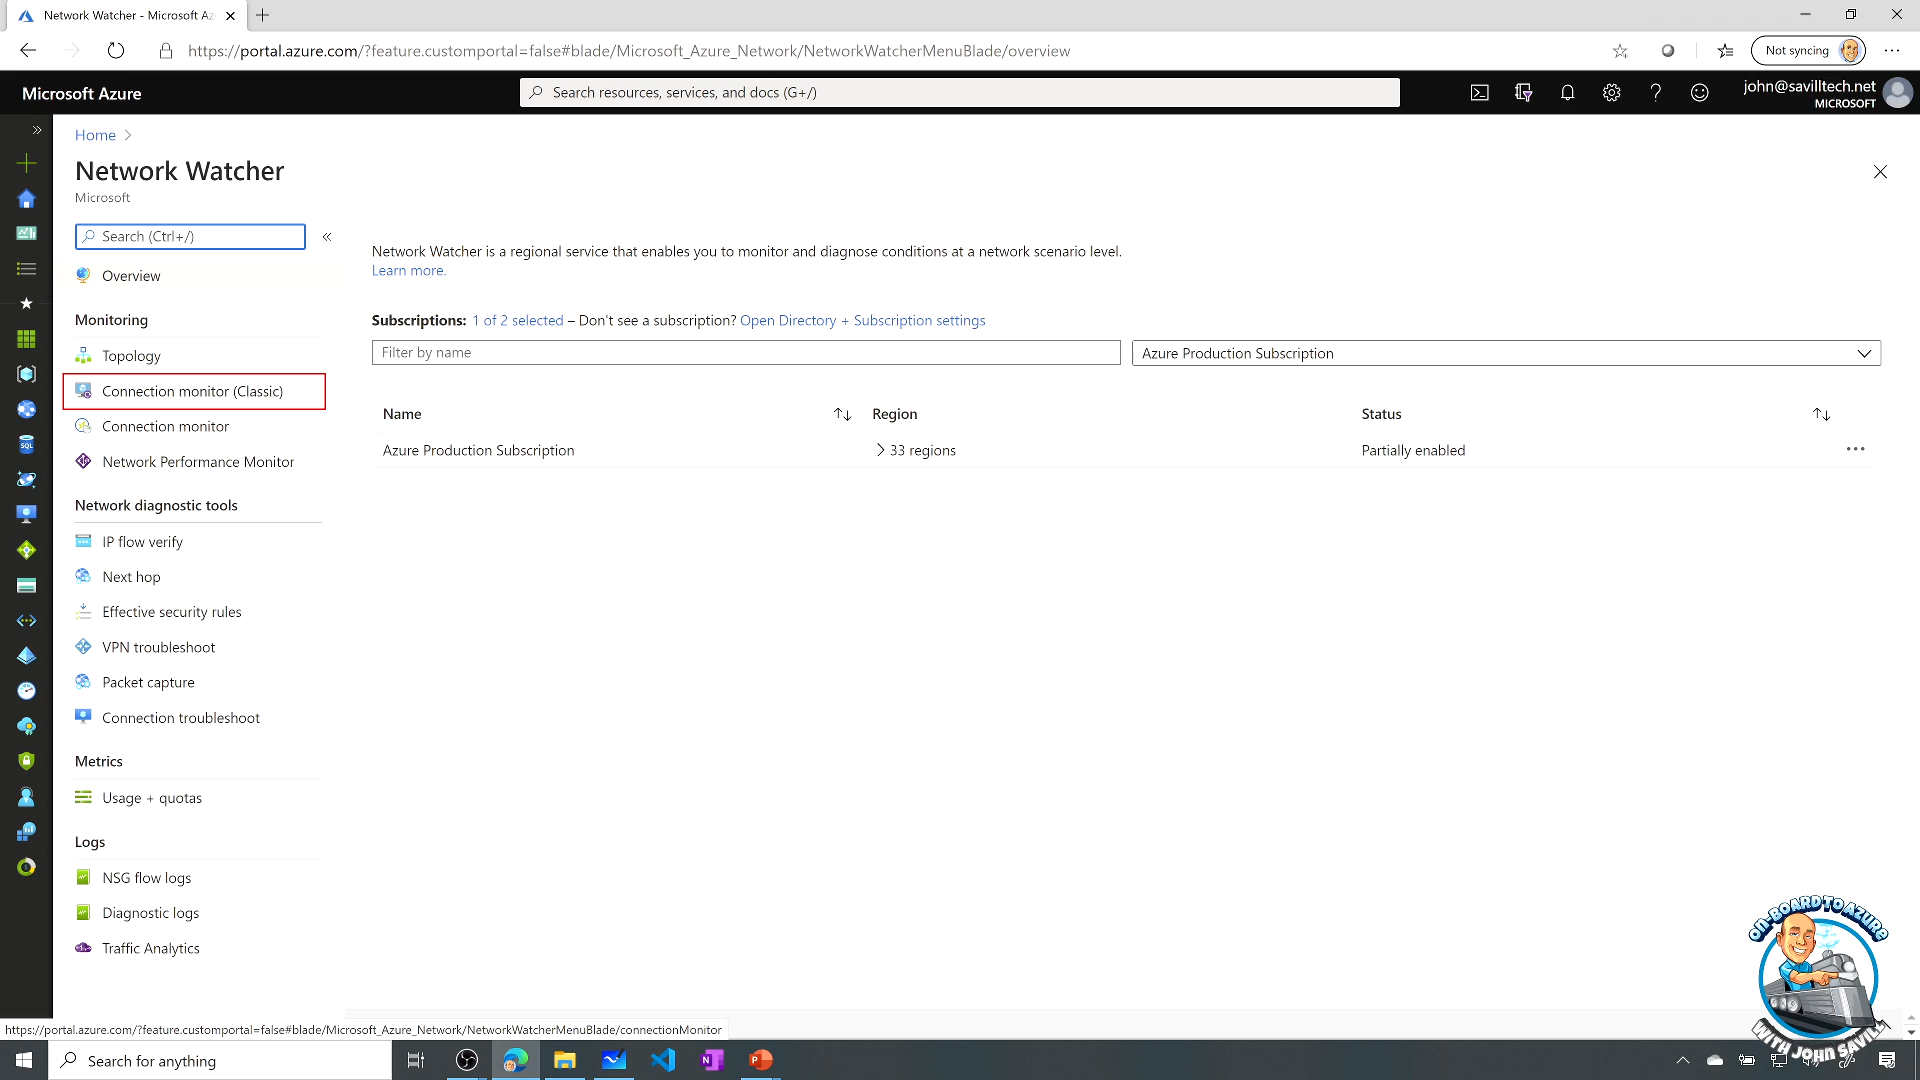 Network Watcher - Microsoft Az
https://portal.azure.com/?feature.customportal=false#blade/Microsoft_Azure_Network/NetworkWatcherMenuBlade/overview
Not syncing
Microsoft Azure
Search resources, services, and docs (G+/)
john@savilltech.net
MICROSOFT
Home
Network Watcher
Microsoft
Search (Ctrl+/)
Overview
Monitoring
Topology
Connection monitor (Classic)
Connection monitor
Network Performance Monitor
Network diagnostic tools
IP flow verify
Next hop
Effective security rules
VPN troubleshoot
Packet capture
Connection troubleshoot
Metrics
Usage + quotas
Logs
NSG flow logs
Diagnostic logs
Traffic Analytics
Network Watcher is a regional service that enables you to monitor and diagnose conditions at a network scenario level.
Learn more.
Subscriptions: 1 of 2 selected – Don't see a subscription? Open Directory + Subscription settings
Filter by name
Azure Production Subscription
Name Region Status
Azure Production Subscription 33 regions Partially enabled
ON-BOARD TO AZURE
WITH JOHN SAVILL
https://portal.azure.com/?feature.customportal=false#blade/Microsoft_Azure_Network/NetworkWatcherMenuBlade/connectionMonitor
Search for anything